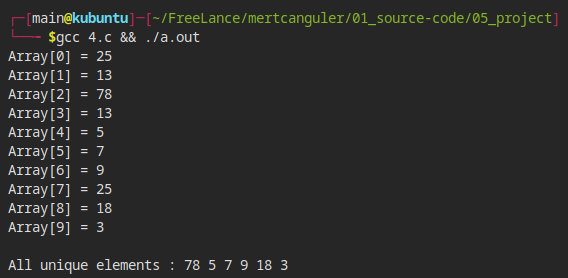 ┌─[main@kubuntu]─[~/FreeLance/mertcanguler/01_source-code/05_project]
└──╼ $gcc 4.c && ./a.out
Array[0] = 25
Array[1] = 13
Array[2] = 78
Array[3] = 13
Array[4] = 5
Array[5] = 7
Array[6] = 9
Array[7] = 25
Array[8] = 18
Array[9] = 3
All unique elements : 78 5 7 9 18 3